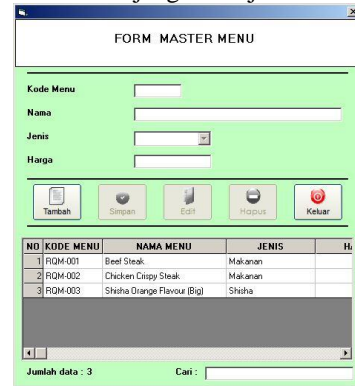 FORM MASTER MENU
Kode Menu
Nama
Jenis
Harga
Tambah Simpan Edit Hapus Keluar
NO KODE MENU NAMA MENU JENIS
1 RQM-001 Beef Steak Makanan
2 RQM-002 Chicken Crispy Steak Makanan
3 RQM-003 Shisha Orange Flavour (Big) Shisha
Jumlah data : 3 Cari :